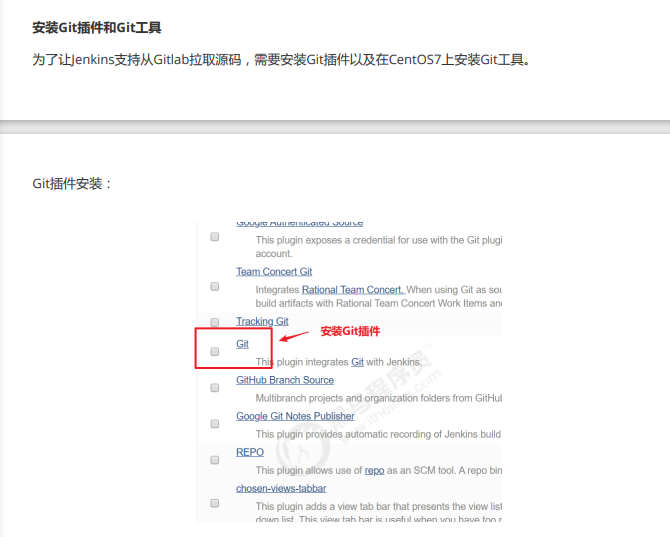 安装Git插件和Git工具
为了让Jenkins支持从Gitlab拉取源码，需要安装Git插件以及在CentOS7上安装Git工具。
Git插件安装：
Google Authenticated Source
This plugin exposes a credential for use with the Git plugi
account.
Team Concert Git
Integrates Rational Team Concert. When using Git as sou
build artifacts with Rational Team Concert Work Items and
Tracking Git
安装Git插件
Git
This plugin integrates Git with Jenkins.
GitHub Branch Source
Multibranch projects and organization folders from GitHub
Google Git Notes Publisher
This plugin provides automatic recording of Jenkins build
REPO
This plugin allows use of repo as an SCM tool. A repo bin
chosen-views-tabbar
This plugin adds a view tab bar that presents the view list
down list. This view tab bar is useful when you have too m
黑马程序员™